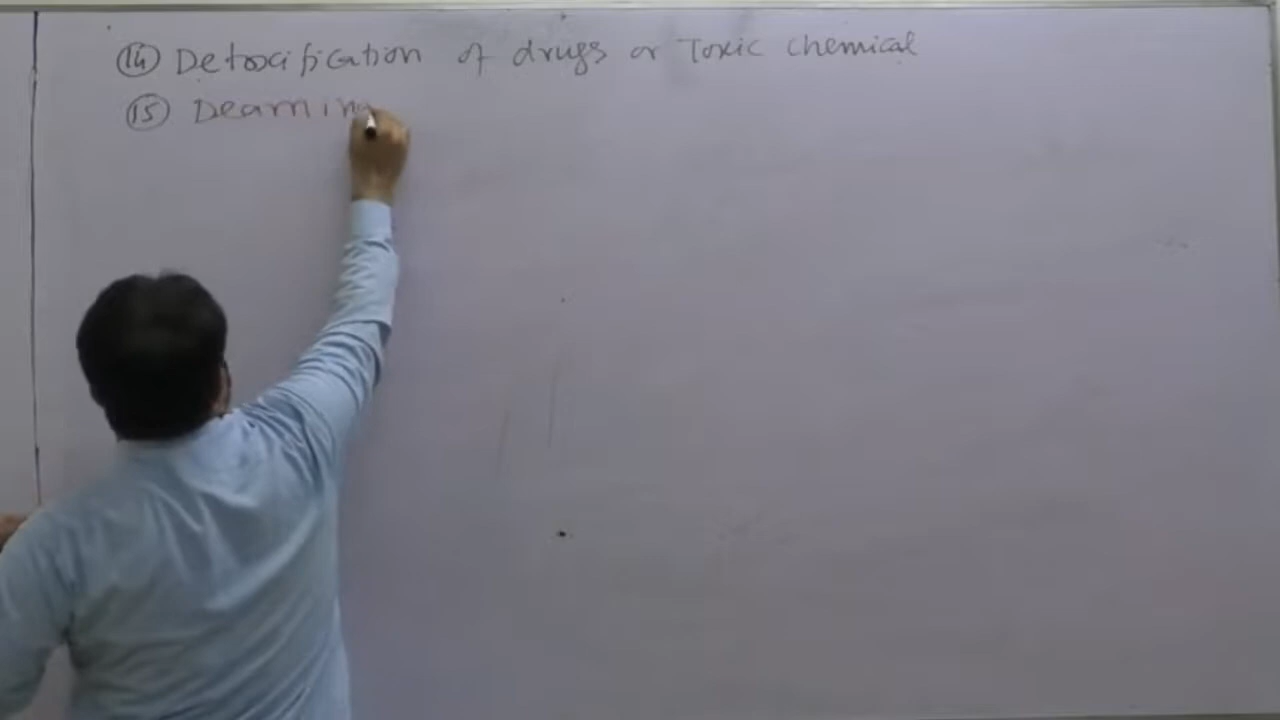 (14) Detoxification of drugs or Toxic chemical
(15) Deamin